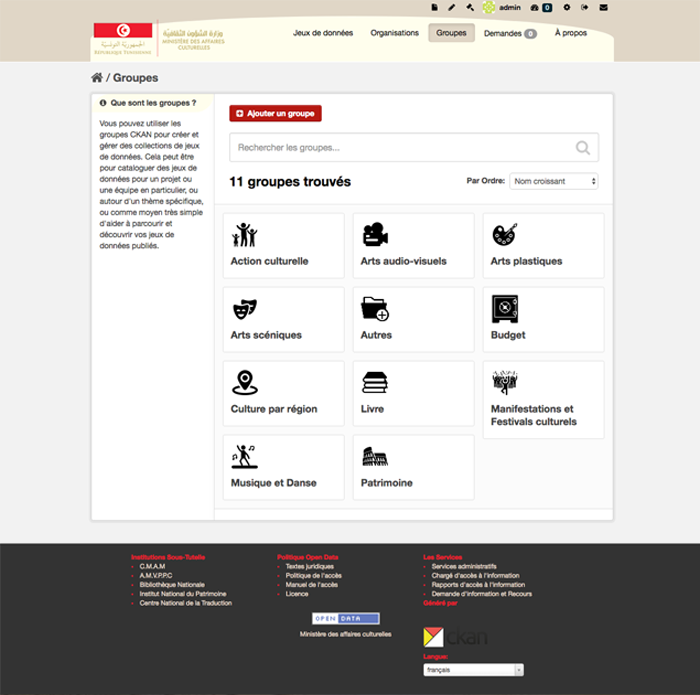 admin 0
الجمهورية التونسية
REPUBLIQUE TUNISIENNE
وزارة الشؤون الثقافية
MINISTÈRE DES AFFAIRES
CULTURELLES
Jeux de données Organisations Groupes Demandes 0 À propos
/ Groupes
Que sont les groupes ?
Vous pouvez utiliser les
groupes CKAN pour créer et
gérer des collections de jeux
de données. Cela peut être
pour cataloguer des jeux de
données pour un projet ou
une équipe en particulier, ou
autour d'un thème spécifique,
ou comme moyen très simple
d'aider à parcourir et
découvrir vos jeux de
données publiés.
Ajouter un groupe
Rechercher les groupes...
11 groupes trouvés
Par Ordre: Nom croissant
Action culturelle
Arts audio-visuels
Arts plastiques
Arts scéniques
Autres
Budget
Culture par région
Livre
Manifestations et
Festivals culturels
Musique et Danse
Patrimoine
Institutions Sous-Tutelle
C.M.A.M
A.M.V.P.P.C
Bibliothèque Nationale
Institut National du Patrimoine
Centre National de la Traduction
Politique Open Data
Textes juridiques
Politique de l'accès
Manuel de l'accès
Licence
OPEN DATA
Ministère des affaires culturelles
Les Services
Services administratifs
Chargé d'accès à l'information
Rapports d'accès à l'information
Demande d'information et Recours
Généré par
ckan
Langue:
français